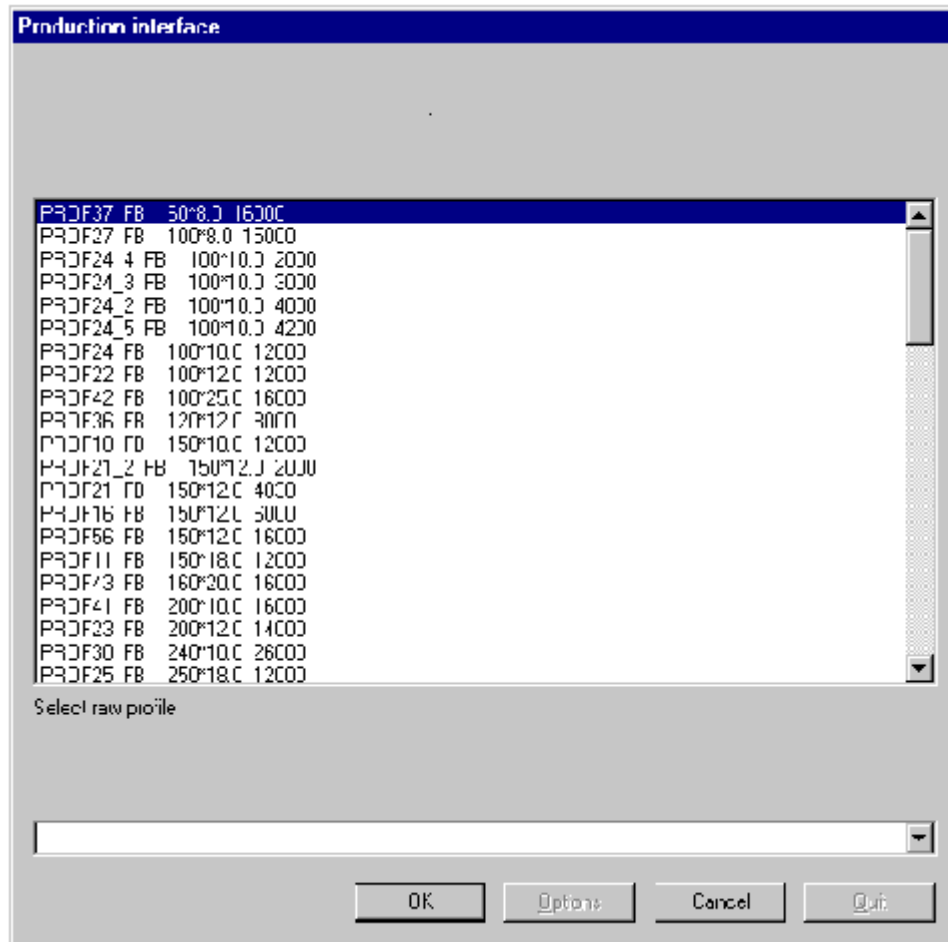 Production interface
PROF37 FB 50*8.0 16000
PROF27 FB 100*8.0 15000
PROF24_4 FB 100*10.0 2000
PROF24_3 FB 100*10.0 3000
PROF24_2 FB 100*10.0 4000
PROF24_5 FB 100*10.0 4200
PROF24 FB 100*10.0 12000
PROF22 FB 100*12.0 12000
PROF42 FB 100*25.0 16000
PROF36 FB 120*12.0
PROF10 FB 150*10.0 12000
PROF21_2 FB 150*12.0 2000
PROF21 FB 150*12.0 4000
PROF16 FB 150*12.0
PROF56 FB 150*12.0 16000
PROF11 FB 150*18.0 12000
PROF43 FB 160*20.0 16000
PROF41 FB 200*10.0 16000
PROF23 FB 200*12.0 14000
PROF30 FB 240*10.0 26000
PROF25 FB 250*18.0 12000
Select raw profile
OK Options Cancel Quit